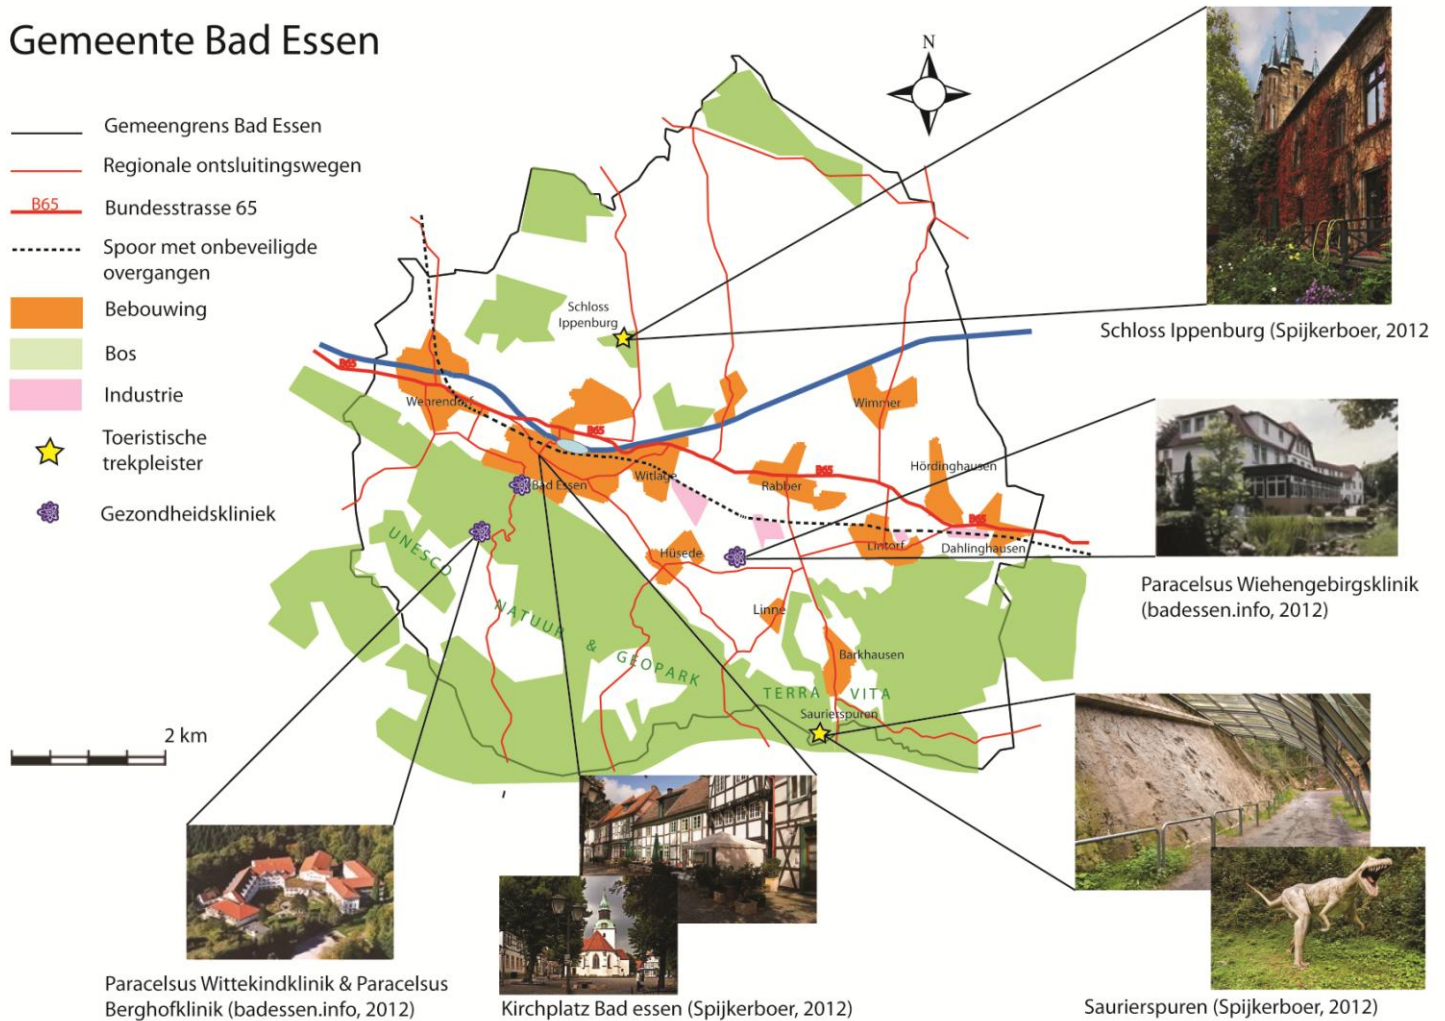 Gemeente Bad Essen
Gemeengrens Bad Essen
Regionale ontsluitingswegen
B65
Bundesstrasse 65
Spoor met onbeveiligde
overgangen
Bebouwing
Bos
Industrie
Toeristische
trekpleister
Gezondheidskliniek
2 km
N
Schloss
Ippenburg
B65
Wehrendorf
B65
Wimmer
Bad Essen
Witlage
Rabber
B65
Hördinghausen
B65
Lintorf
Dahlinghausen
Hüsede
Linne
Barkhausen
UNESCO
NATUUR & GEOPARK
TERRA VITA
Saurierspuren
Schloss Ippenburg (Spijkerboer, 2012
Paracelsus Wiehengebirgsklinik
(badessen.info, 2012)
Paracelsus Wittekindklinik & Paracelsus
Berghofklinik (badessen.info, 2012)
Kirchplatz Bad essen (Spijkerboer, 2012)
Saurierspuren (Spijkerboer, 2012)